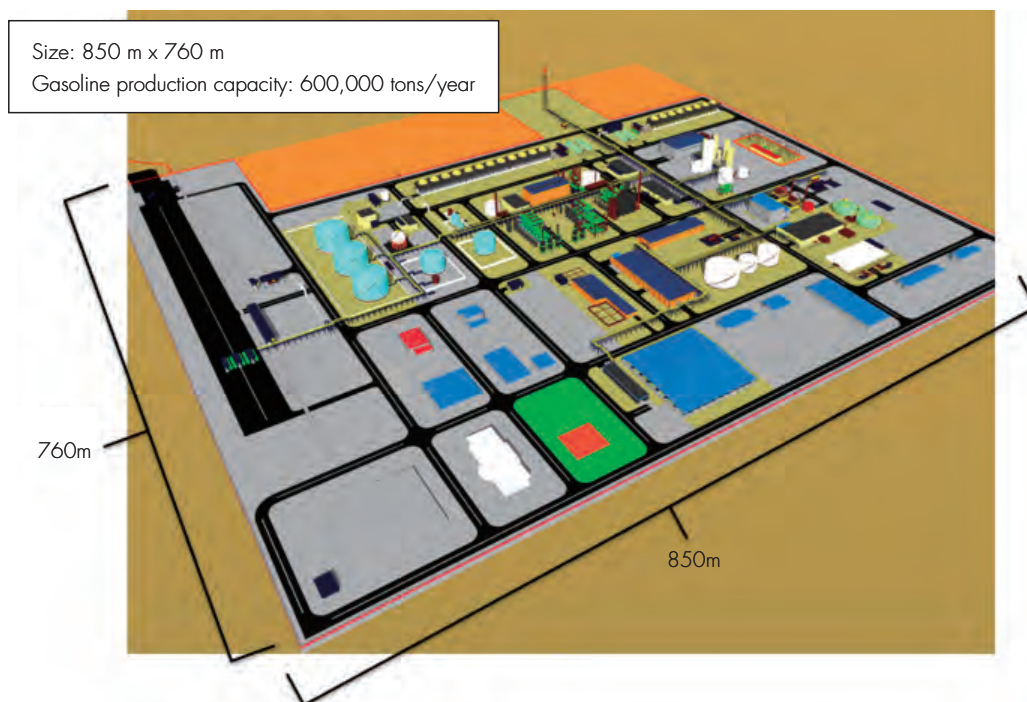 Size: 850 m x 760 m
Gasoline production capacity: 600,000 tons/year
760m
850m